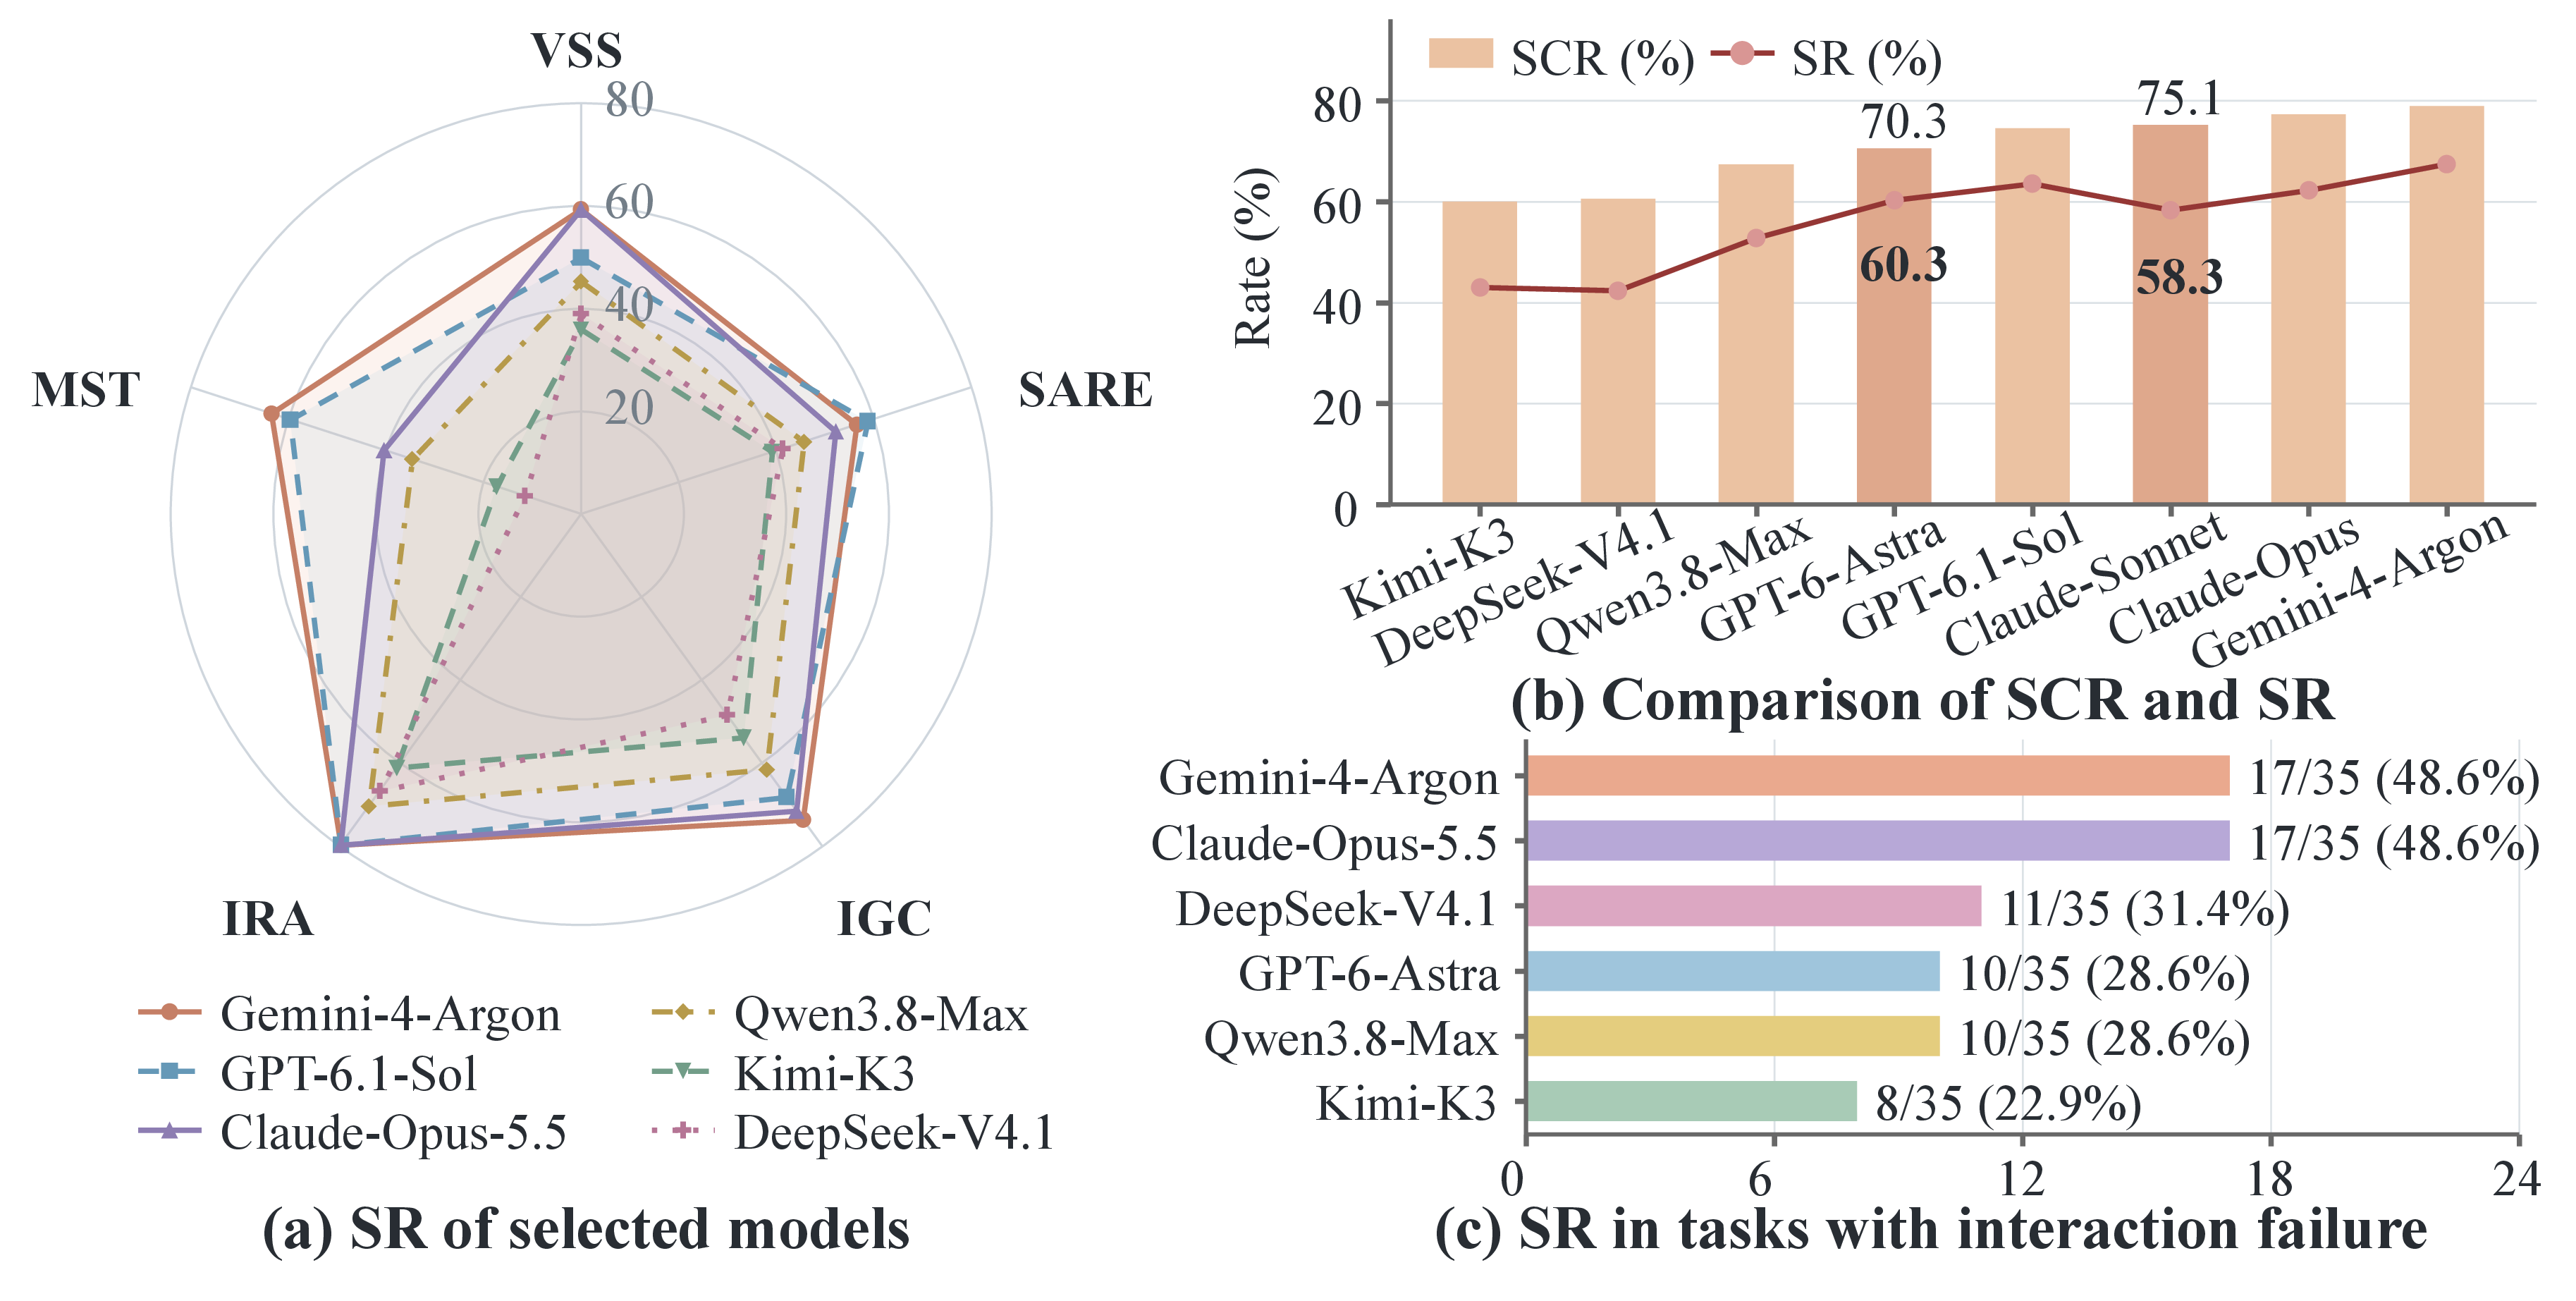 VSS
80
60
40
20
MST
SARE
IRA
IGC
Gemini-4-Argon
GPT-6.1-Sol
Claude-Opus-5.5
Qwen3.8-Max
Kimi-K3
DeepSeek-V4.1
(a) SR of selected models
SCR (%)
SR (%)
Rate (%)
80
60
40
20
0
70.3
75.1
60.3
58.3
Kimi-K3
DeepSeek-V4.1
Qwen3.8-Max
GPT-6-Astra
GPT-6.1-Sol
Claude-Sonnet
Claude-Opus
Gemini-4-Argon
(b) Comparison of SCR and SR
Gemini-4-Argon 17/35 (48.6%)
Claude-Opus-5.5 17/35 (48.6%)
DeepSeek-V4.1 11/35 (31.4%)
GPT-6-Astra 10/35 (28.6%)
Qwen3.8-Max 10/35 (28.6%)
Kimi-K3 8/35 (22.9%)
0 6 12 18 24
(c) SR in tasks with interaction failure